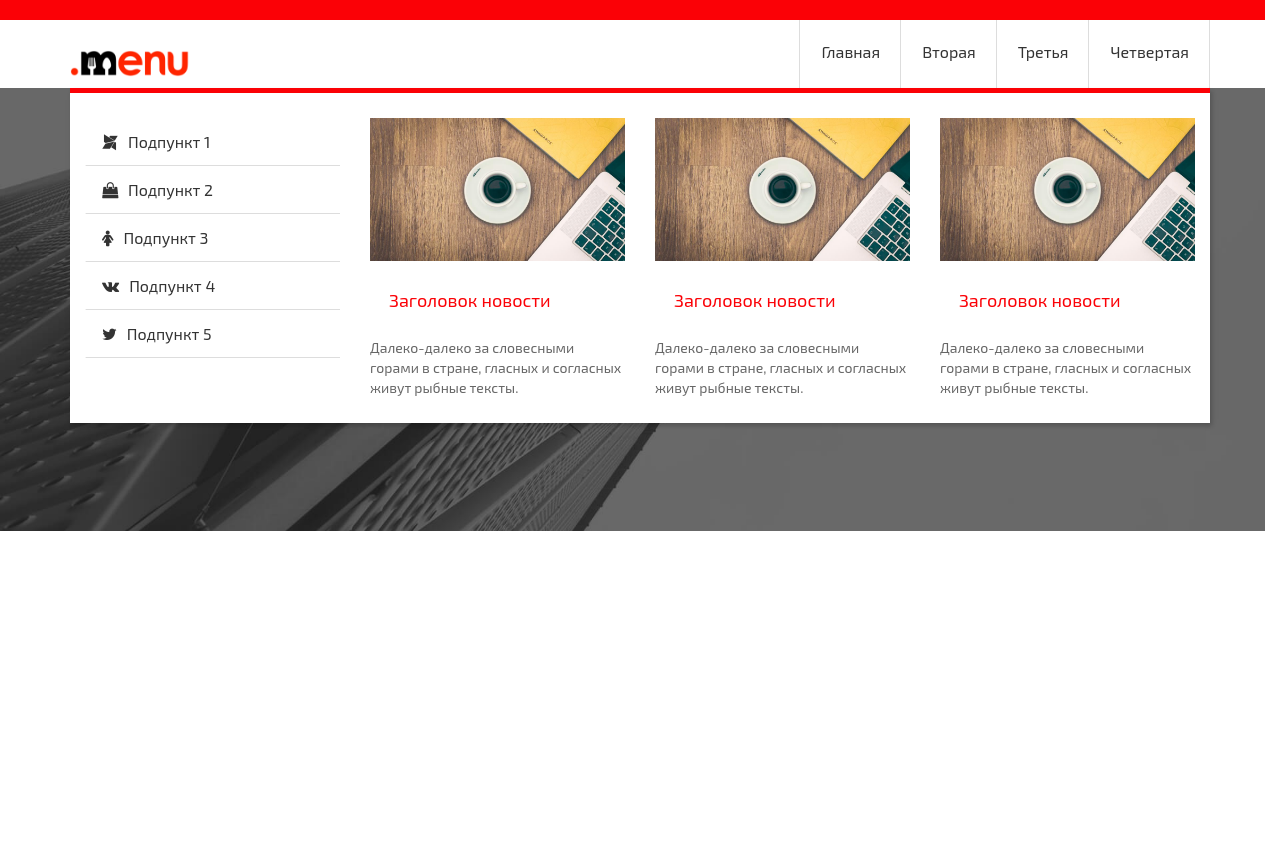 .menu
Главная
Вторая
Третья
Четвертая
Подпункт 1
Подпункт 2
Подпункт 3
Подпункт 4
Подпункт 5
Заголовок новости
Далеко-далеко за словесными
горами в стране, гласных и согласных
живут рыбные тексты.
Заголовок новости
Далеко-далеко за словесными
горами в стране, гласных и согласных
живут рыбные тексты.
Заголовок новости
Далеко-далеко за словесными
горами в стране, гласных и согласных
живут рыбные тексты.